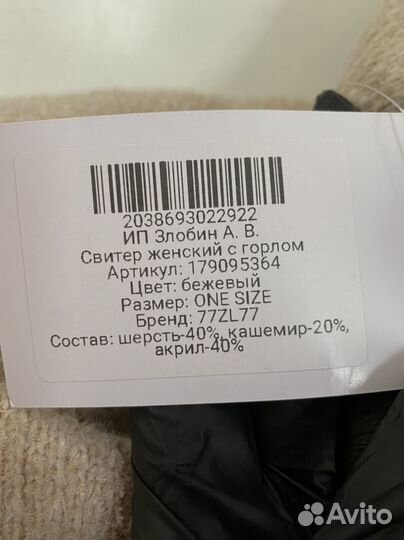 2038693022922
ИП Злобин А. В.
Свитер женский с горлом
Артикул: 179095364
Цвет: бежевый
Размер: ONE SIZE
Бренд: 77ZL77
Состав: шерсть-40%, кашемир-20%,
акрил-40%
Avito